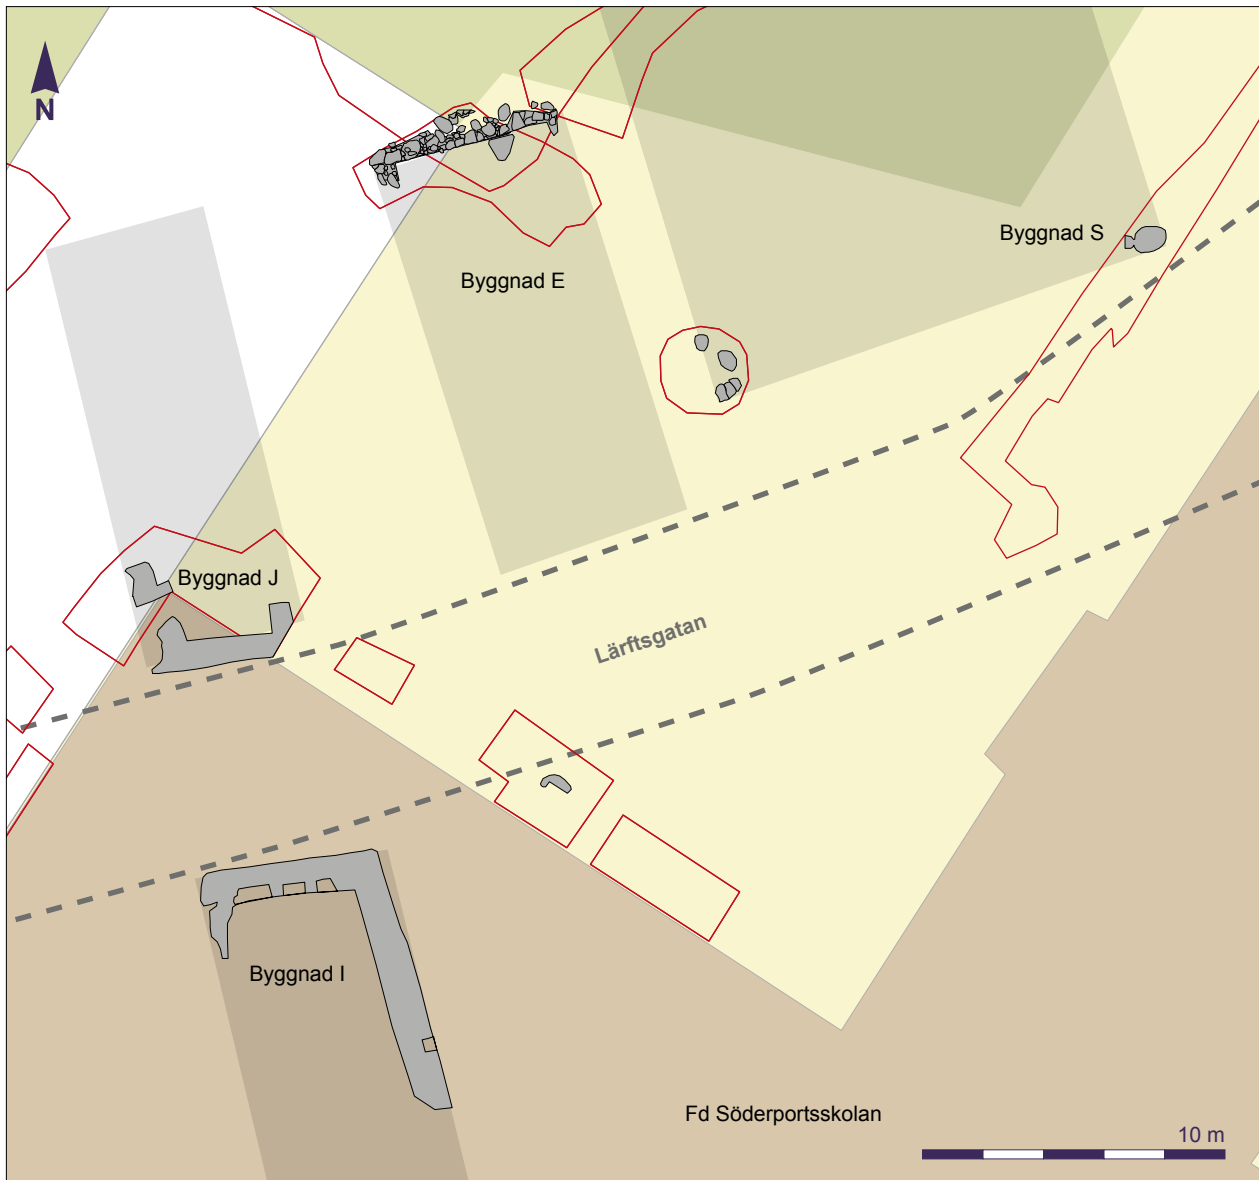 N
Byggnad S
Byggnad E
Byggnad J
Lärftsgatan
Byggnad I
Fd Söderportsskolan
10 m